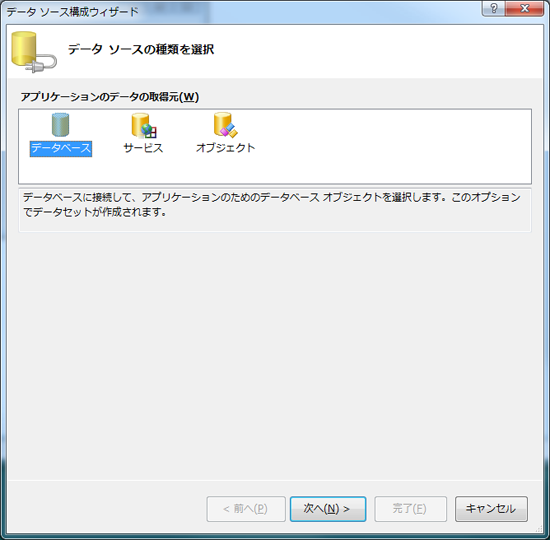 データ ソース構成ウィザード
データ ソースの種類を選択
アプリケーションのデータの取得元(W)
データベース
サービス
オブジェクト
データベースに接続して、アプリケーションのためのデータベース オブジェクトを選択します。このオプション
でデータセットが作成されます。
< 前へ(P)
次へ(N) >
完了(F)
キャンセル